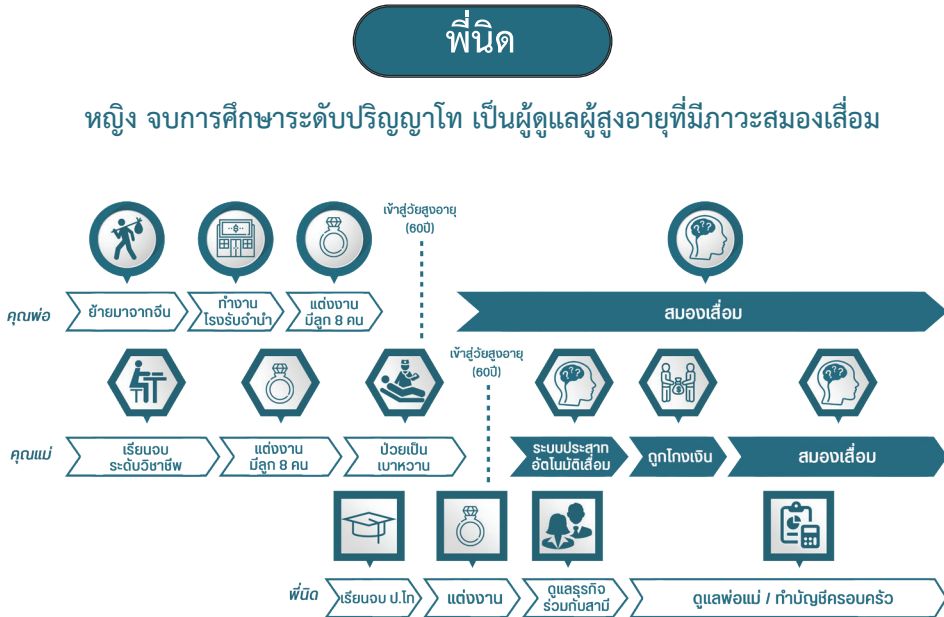 พี่นิด
หญิง จบการศึกษาระดับปริญญาโท เป็นผู้ดูแลผู้สูงอายุที่มีภาวะสมองเสื่อม
เข้าสู่วัยสูงอายุ
(60ปี)
คุณพ่อ
ย้ายมาจากจีน
ทำงาน
โรงรับจำนำ
แต่งงาน
มีลูก 8 คน
สมองเสื่อม
เข้าสู่วัยสูงอายุ
(60ปี)
คุณแม่
เรียนจบ
ระดับวิชาชีพ
แต่งงาน
มีลูก 8 คน
ป่วยเป็น
เบาหวาน
ระบบประสาท
อัตโนมัติเสื่อม
ถูกโกงเงิน
สมองเสื่อม
พี่นิด
เรียนจบ ป.โท
แต่งงาน
ดูแลธุรกิจ
ร่วมกับสามี
ดูแลพ่อแม่ / ทำบัญชีครอบครัว